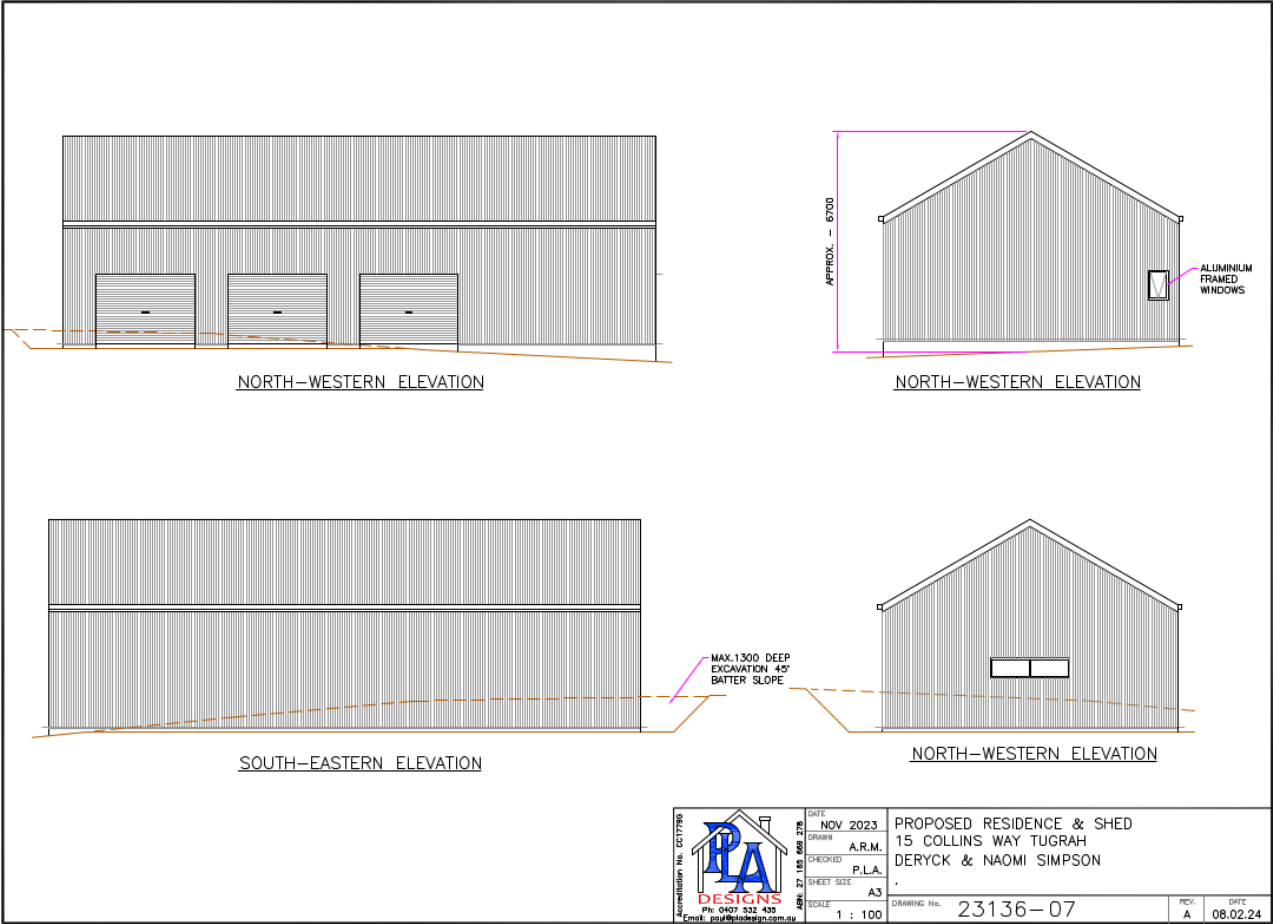 APPROX. - 6700
ALUMINIUM
FRAMED
WINDOWS
NORTH-WESTERN ELEVATION
NORTH-WESTERN ELEVATION
MAX.1300 DEEP
EXCAVATION 45°
BATTER SLOPE
SOUTH-EASTERN ELEVATION
NORTH-WESTERN ELEVATION
Accreditation No. CC1779G
PLA
DESIGNS
Ph: 0407 532 435
Email: paul@pladesign.com.au
ABN: 27 165 668 278
DATE
NOV 2023
DRAWN
A.R.M.
CHECKED
P.L.A.
SHEET SIZE
A3
SCALE
1 : 100
PROPOSED RESIDENCE & SHED
15 COLLINS WAY TUGRAH
DERYCK & NAOMI SIMPSON
.
DRAWING No. 23136-07
REV.
A
DATE
08.02.24